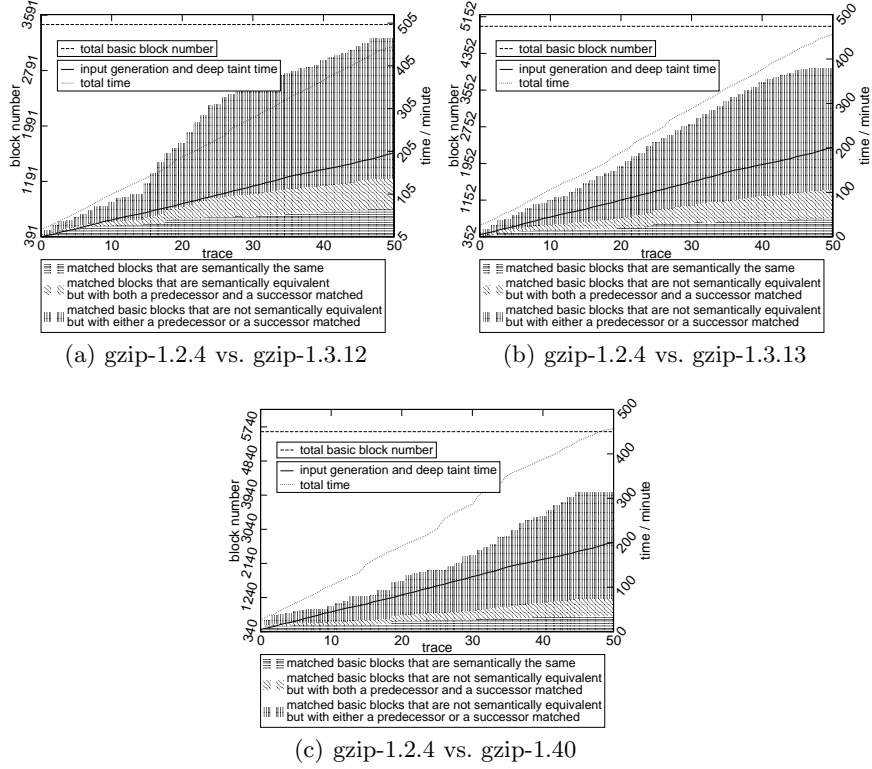 3591
2791
1991
1191
391
block number
total basic block number
input generation and deep taint time
total time
505
405
305
205
105
5
time / minute
0
10
20
30
40
50
trace
matched blocks that are semantically the same
matched blocks that are not semantically equivalent
but with both a predecessor and a successor matched
matched basic blocks that are not semantically equivalent
but with either a predecessor or a successor matched
(a) gzip-1.2.4 vs. gzip-1.3.12
5152
4352
3552
2752
1952
1152
352
block number
total basic block number
input generation and deep taint time
total time
500
400
300
200
100
0
time / minute
0
10
20
30
40
50
trace
matched basic blocks that are semantically the same
matched basic blocks that are not semantically equivalent
but with both a predecessor and a successor matched
matched basic blocks that are not semantically equivalent
but with either a predecessor or a successor matched
(b) gzip-1.2.4 vs. gzip-1.3.13
5740
4840
3940
3040
2140
1240
340
block number
total basic block number
input generation and deep taint time
total time
500
400
300
200
100
0
time / minute
0
10
20
30
40
50
trace
matched basic blocks that are semantically the same
matched basic blocks that are not semantically equivalent
but with both a predecessor and a successor matched
matched basic blocks that are not semantically equivalent
but with either a predecessor or a successor matched
(c) gzip-1.2.4 vs. gzip-1.40